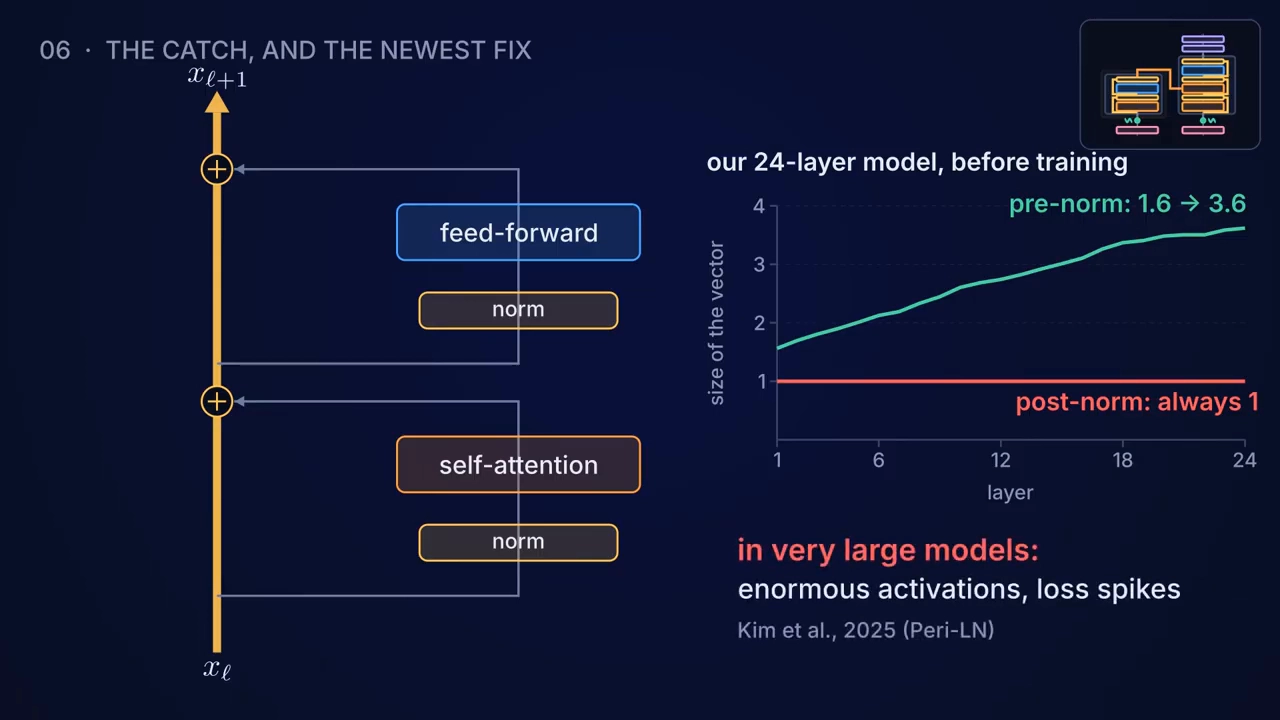 06 · THE CATCH, AND THE NEWEST FIX
xℓ+1
feed-forward
norm
self-attention
norm
xℓ
our 24-layer model, before training
pre-norm: 1.6 → 3.6
size of the vector
4
3
2
1
post-norm: always 1
1 6 12 18 24
layer
in very large models:
enormous activations, loss spikes
Kim et al., 2025 (Peri-LN)